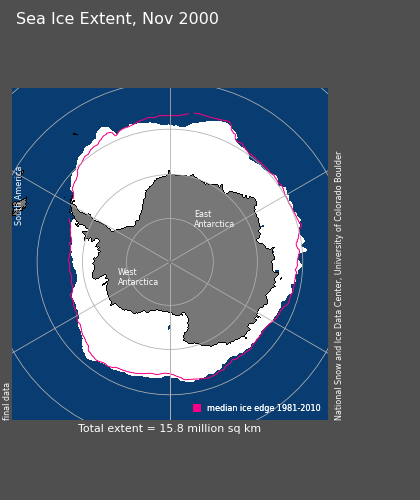 Sea Ice Extent, Nov 2000
South America
East
Antarctica
West
Antarctica
National Snow and Ice Data Center, University of Colorado Boulder
final data
median ice edge 1981-2010
Total extent = 15.8 million sq km